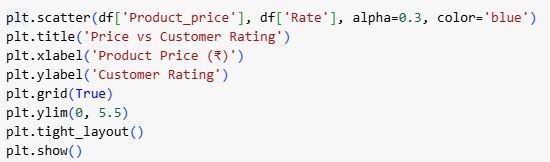 plt.scatter(df['Product_price'], df['Rate'], alpha=0.3, color='blue')
plt.title('Price vs Customer Rating')
plt.xlabel('Product Price (₹)')
plt.ylabel('Customer Rating')
plt.grid(True)
plt.ylim(0, 5.5)
plt.tight_layout()
plt.show()